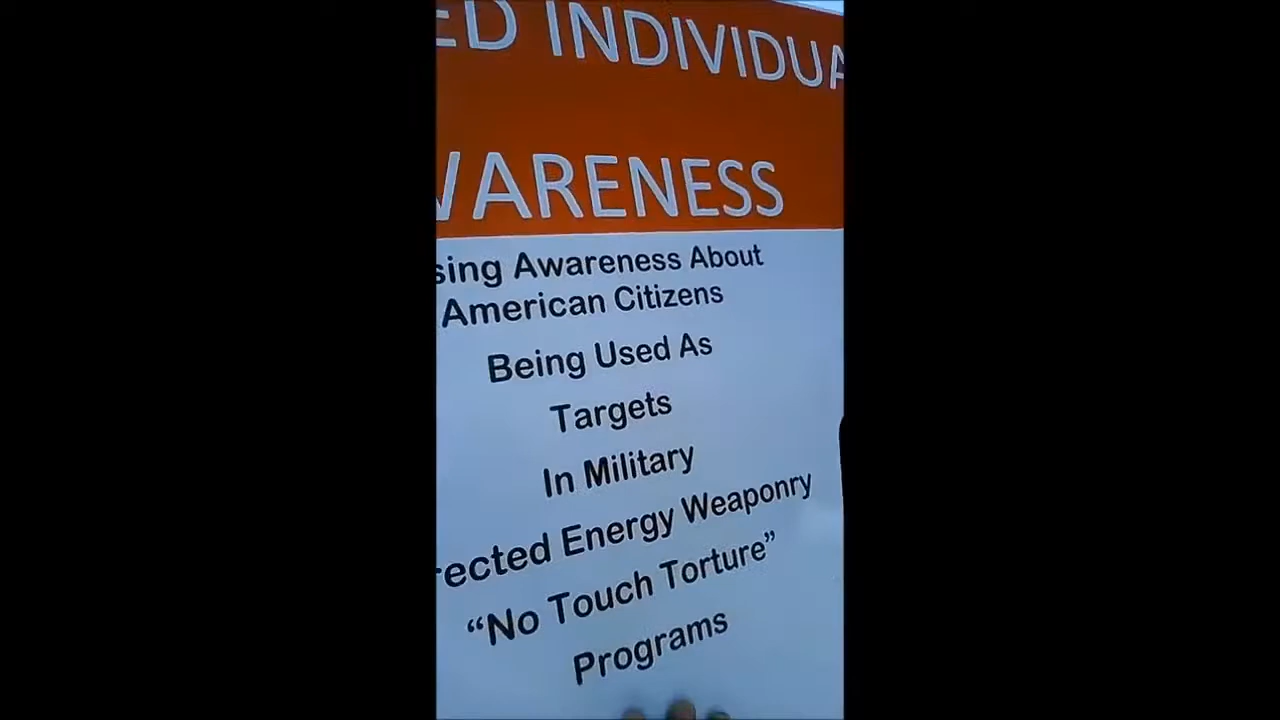 ED INDIVIDUA
WARENESS
sing Awareness About
American Citizens
Being Used As
Targets
In Military
rected Energy Weaponry
“No Touch Torture”
Programs